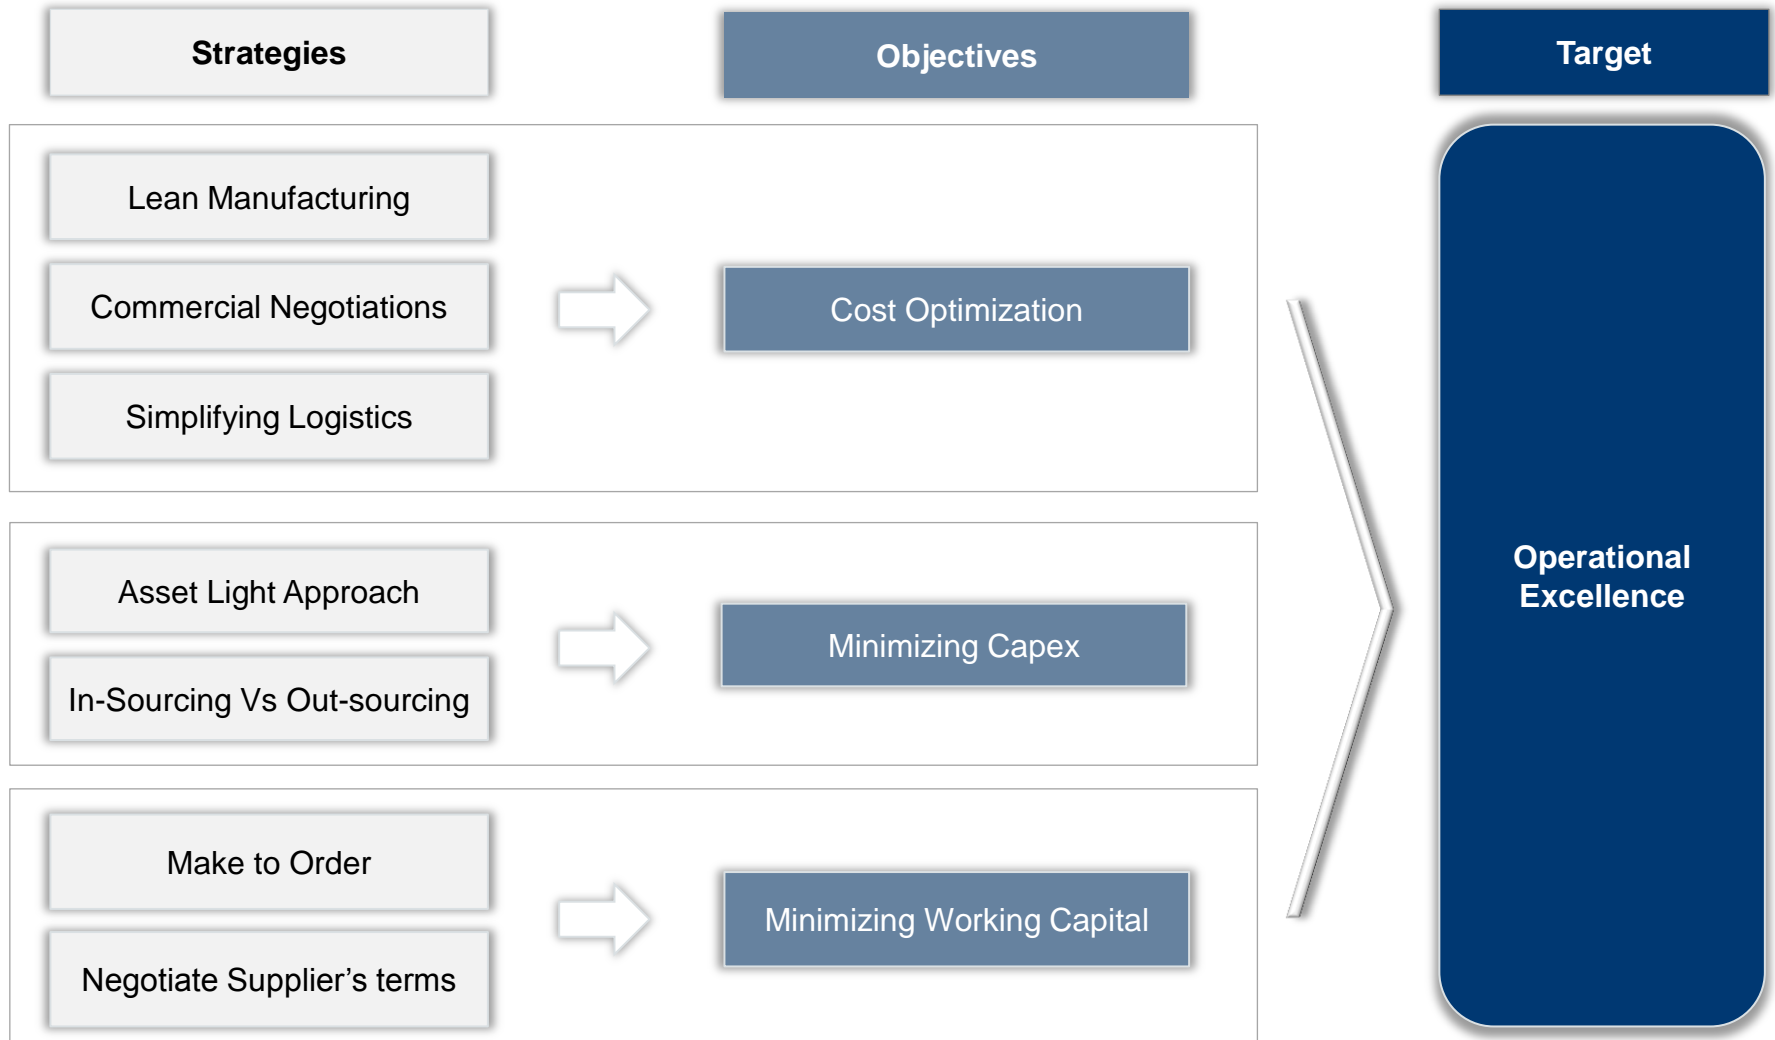 Strategies
Objectives
Target
Lean Manufacturing
Commercial Negotiations
Simplifying Logistics
Cost Optimization
Asset Light Approach
In-Sourcing Vs Out-sourcing
Minimizing Capex
Make to Order
Negotiate Supplier’s terms
Minimizing Working Capital
Operational
Excellence